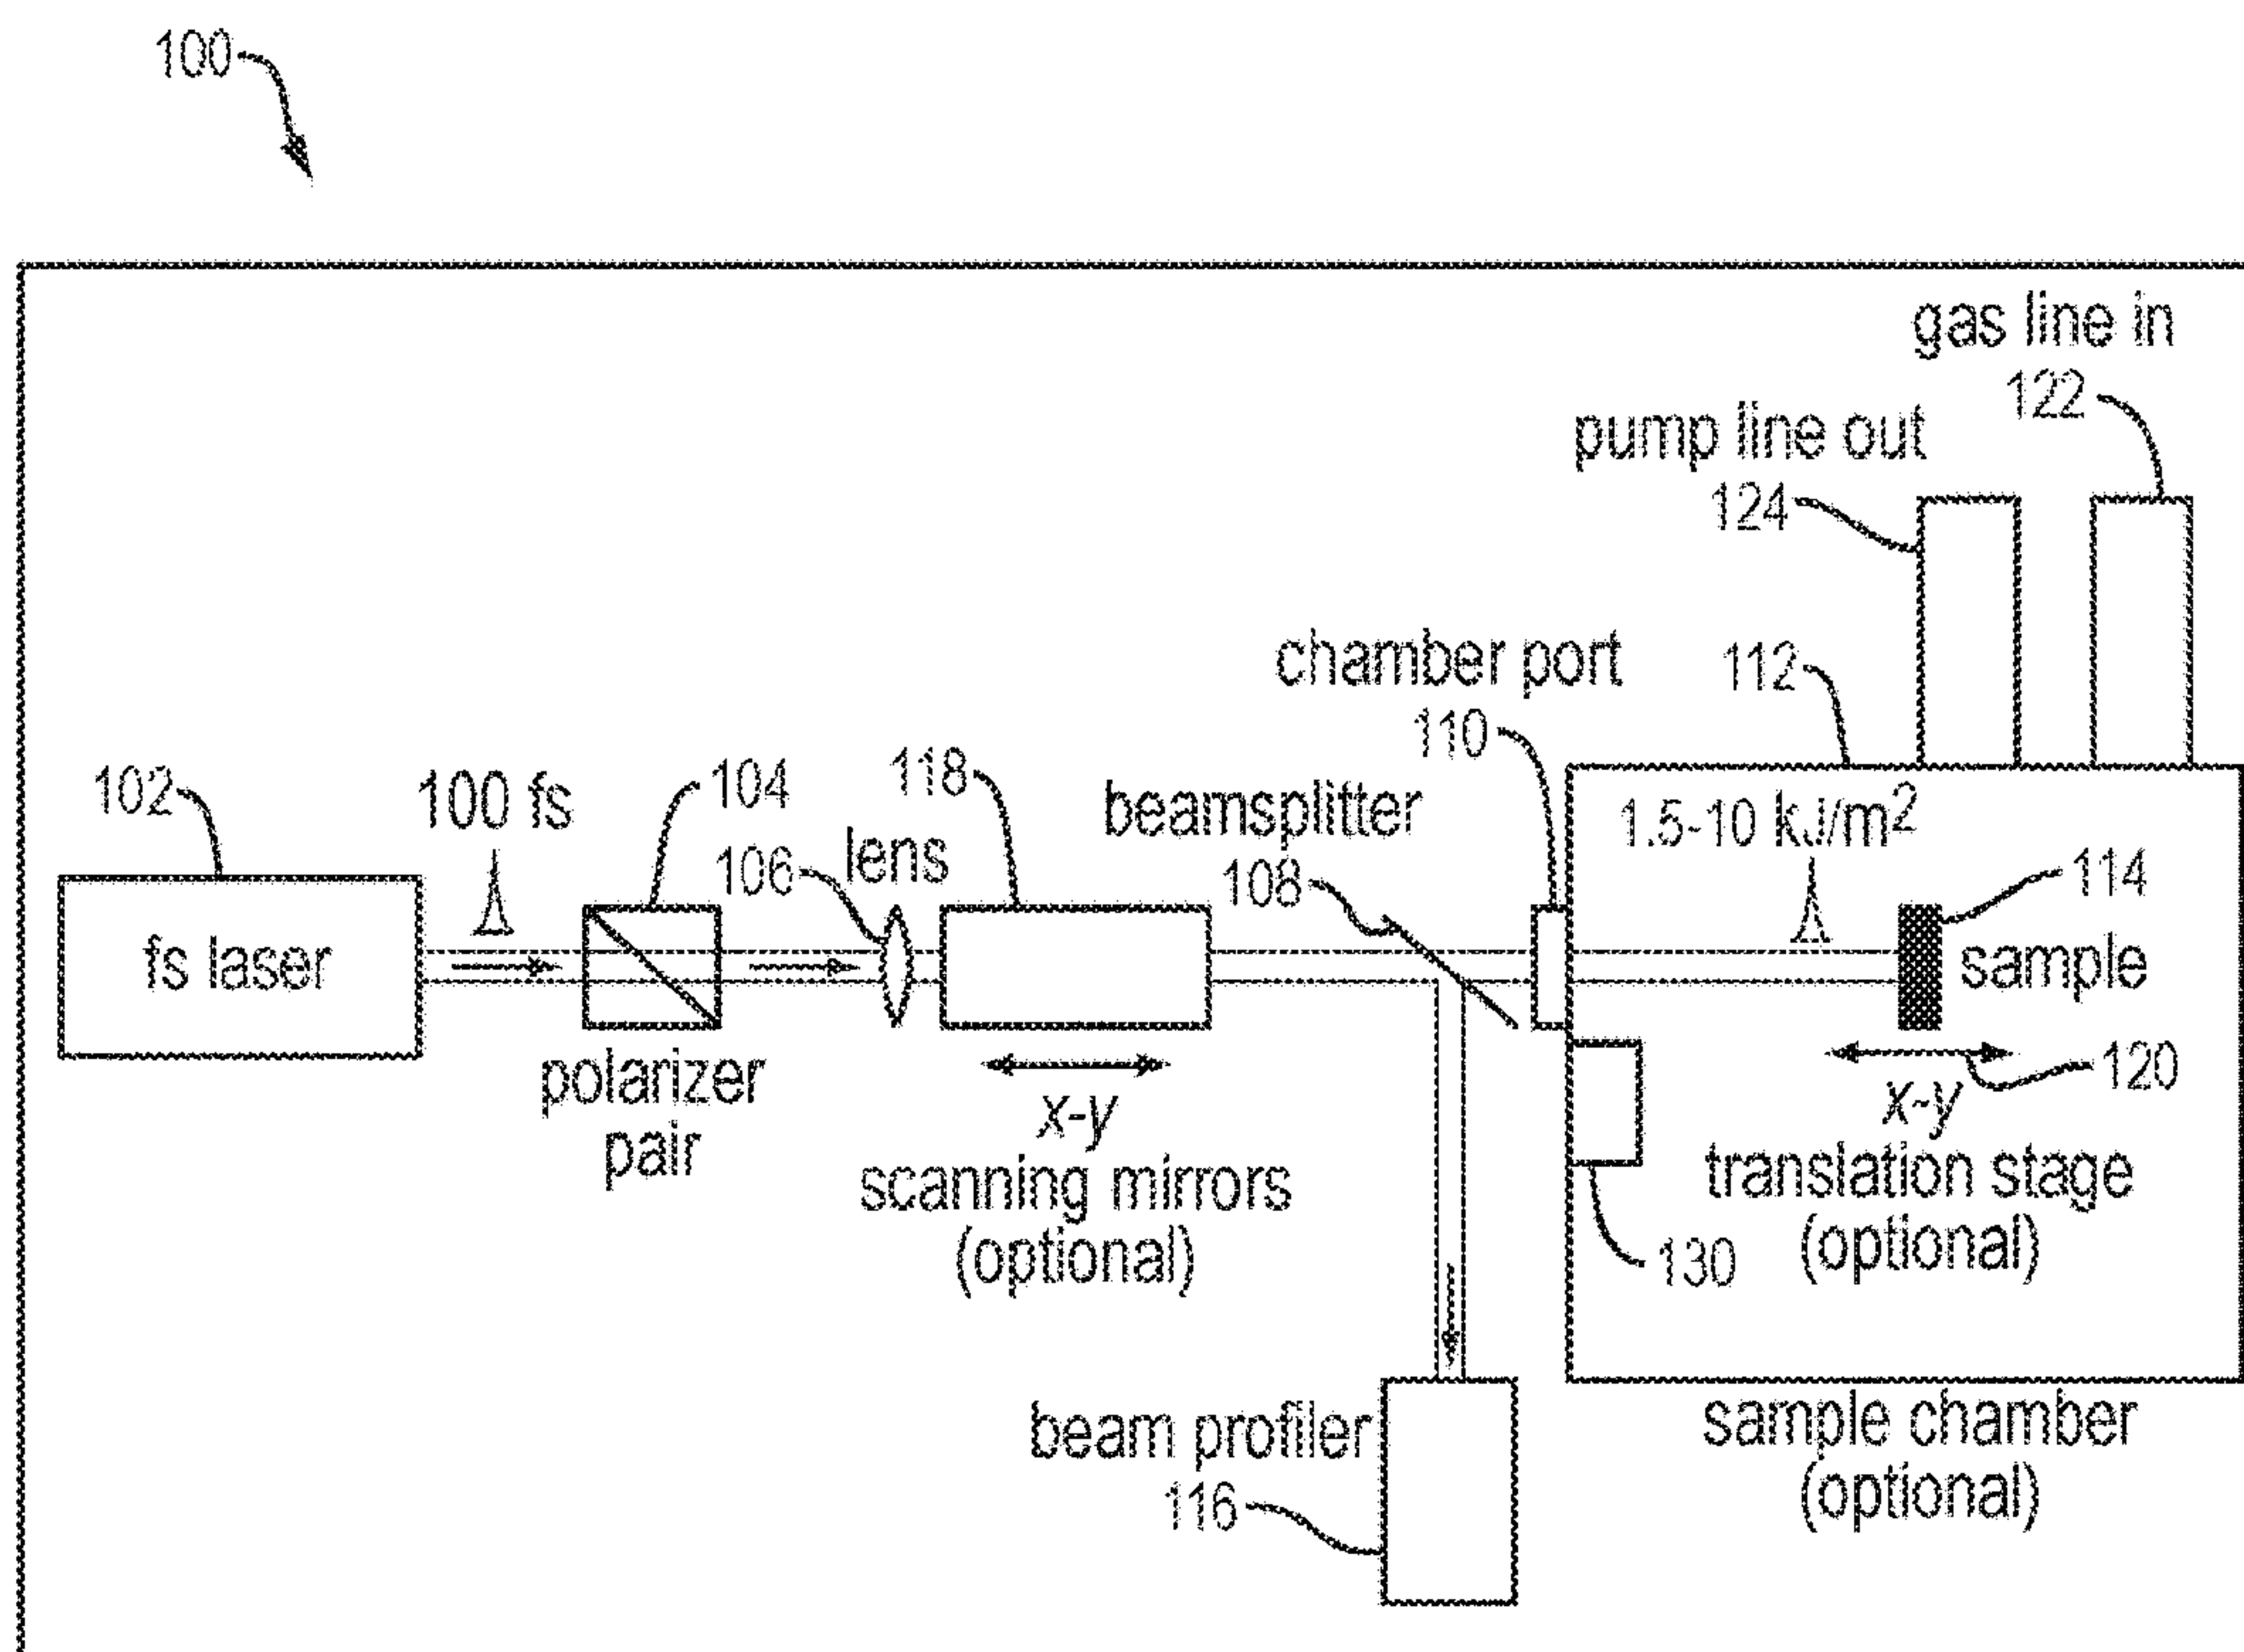 100
gas line in
122
pump line out
124
chamber port
110
112
102
100 fs
104
118
beamsplitter
108
1.5-10 kJ/m²
106
lens
114
fs laser
sample
polarizer
pair
x-y
scanning mirrors
(optional)
120
x-y
translation stage
(optional)
130
beam profiler
116
sample chamber
(optional)